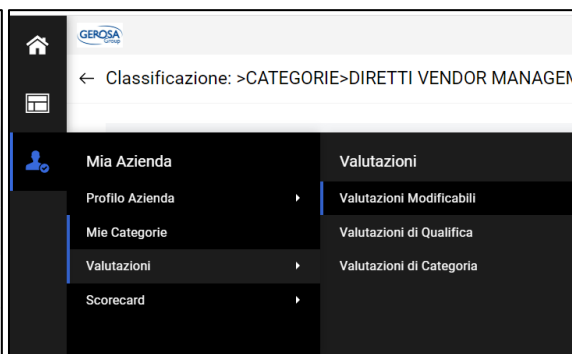 GEROSA
Group
← Classificazione: >CATEGORIE>DIRETTI VENDOR MANAGEM
Mia Azienda
Profilo Azienda
Mie Categorie
Valutazioni
Scorecard
Valutazioni
Valutazioni Modificabili
Valutazioni di Qualifica
Valutazioni di Categoria